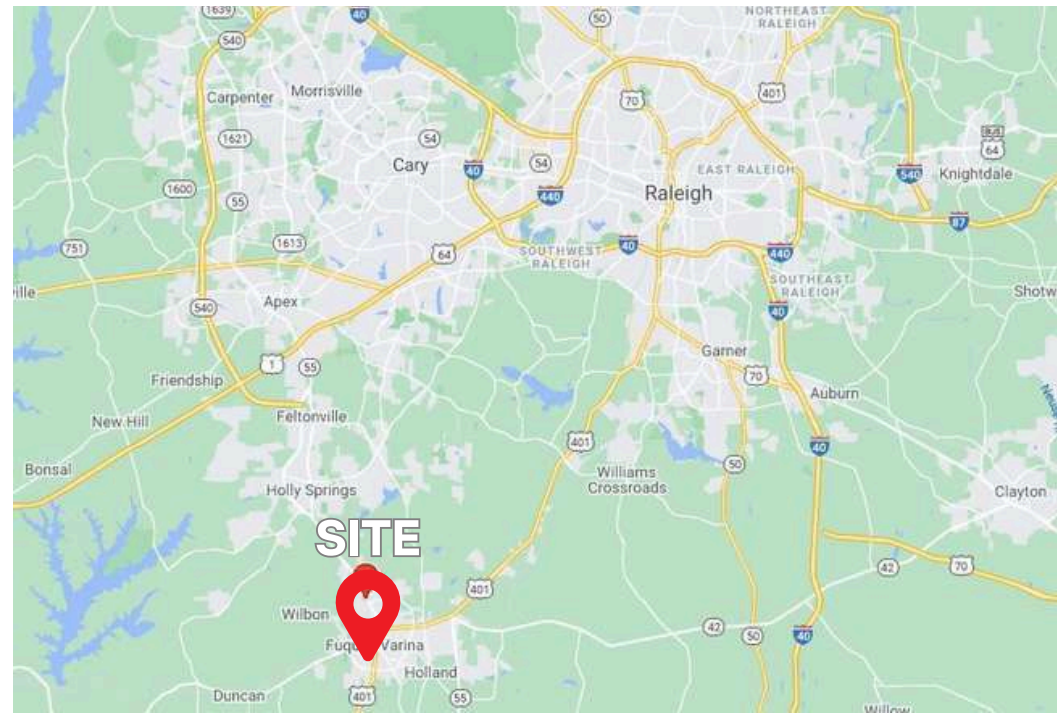 1639
40
50
NORTHEAST
RALEIGH
540
Carpenter
Morrisville
70
401
1621
54
54
BUS
64
Cary
40
EAST RALEIGH
540
Knightdale
1600
55
440
Raleigh
87
751
1613
64
SOUTHWEST
RALEIGH
40
440
ville
SOUTHEAST
RALEIGH
Shotw
540
Apex
40
1
55
Garner
70
Friendship
Auburn
New Hill
Feltonville
401
40
Bonsal
50
Williams
Crossroads
Holly Springs
Clayton
SITE
42
70
401
Wilbon
42
50
40
Fuqu
Varina
Holland
Duncan
401
55
Willow